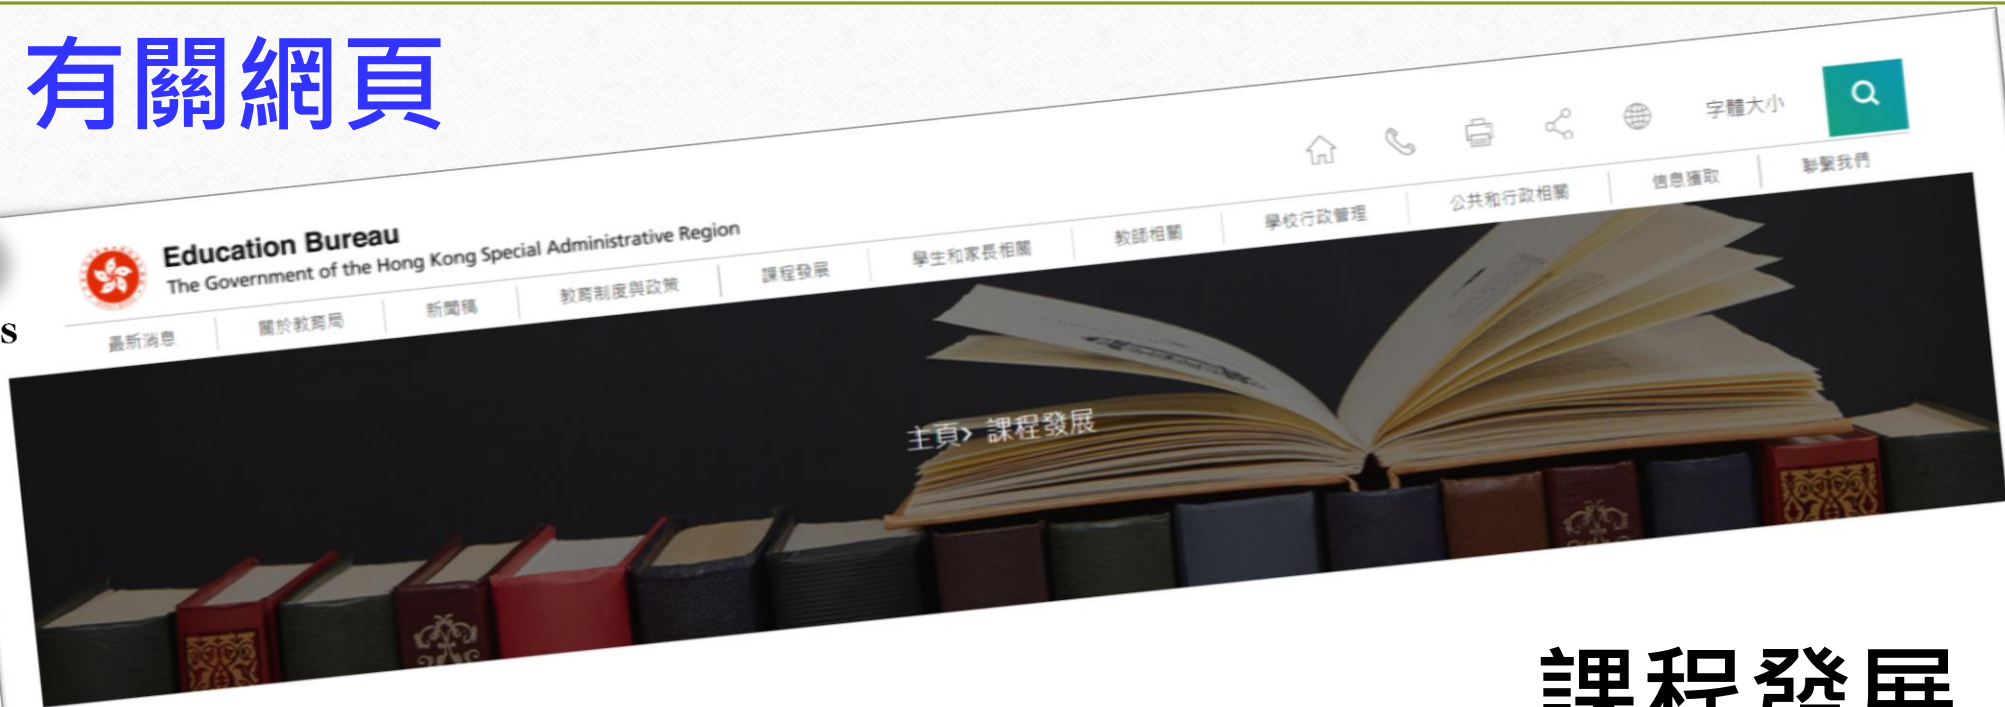 有關網頁
字體大小
Education Bureau
The Government of the Hong Kong Special Administrative Region
最新消息 關於教育局 新聞稿 教育制度與政策 課程發展 學生和家長相關 教師相關 學校行政管理 公共和行政相關 信息獲取 聯繫我們
s
主頁> 課程發展
課程發展